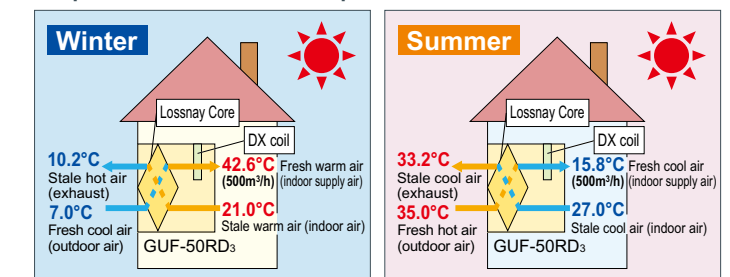 Winter
Lossnay Core
DX coil
10.2°C
Stale hot air
(exhaust)
42.6°C Fresh warm air
(500m³/h) (indoor supply air)
7.0°C
Fresh cool air
(outdoor air)
21.0°C
Stale warm air (indoor air)
GUF-50RD₃
Summer
Lossnay Core
DX coil
33.2°C
Stale cool air
(exhaust)
15.8°C Fresh cool air
(500m³/h) (indoor supply air)
35.0°C
Fresh hot air
(outdoor air)
27.0°C
Stale cool air (indoor air)
GUF-50RD₃